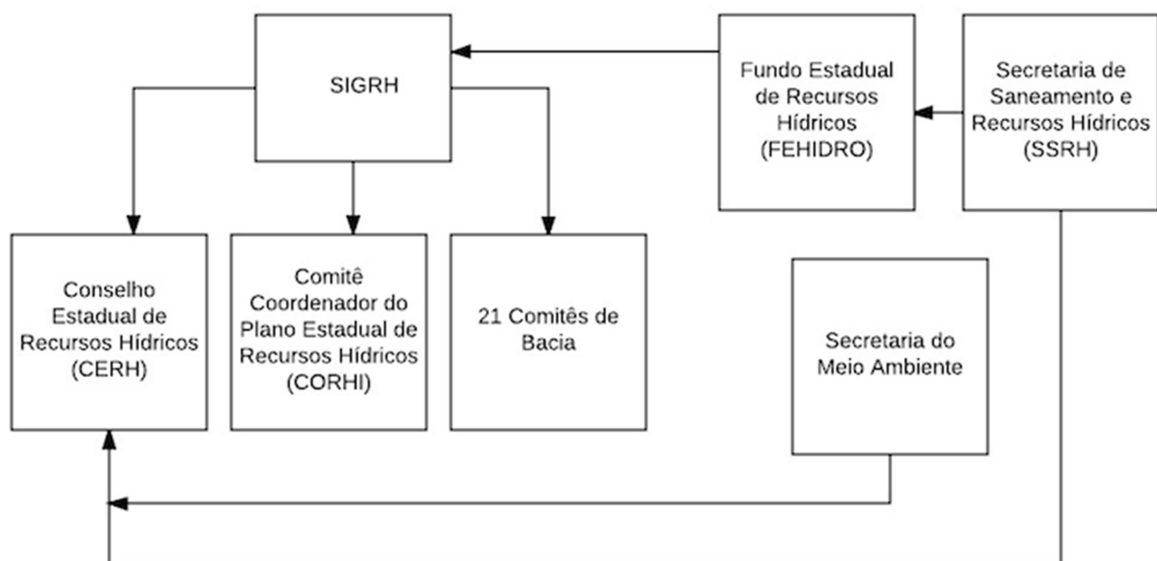 SIGRH
Fundo Estadual
de Recursos
Hídricos
(FEHIDRO)
Secretaria de
Saneamento e
Recursos Hídricos
(SSRH)
Conselho
Estadual de
Recursos Hídricos
(CERH)
Comitê
Coordenador do
Plano Estadual de
Recursos Hídricos
(CORHI)
21 Comitês de
Bacia
Secretaria do
Meio Ambiente